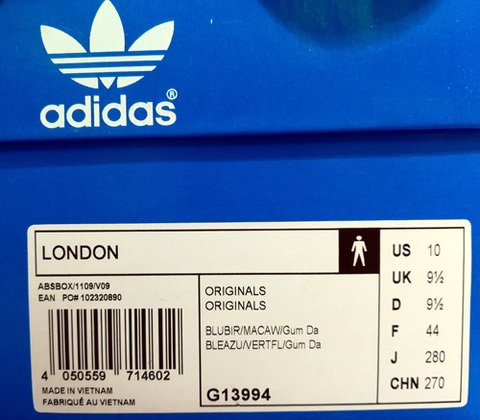 adidas®
LONDON
ABSBOX/1109/V09
EAN PO# 102320890
4 050559 714602
MADE IN VIETNAM
FABRIQUÉ AU VIETNAM
ORIGINALS
ORIGINALS
BLUBIR/MACAW/Gum Da
BLEAZU/VERTFL/Gum Da
G13994
US 10
UK 9½
D 9½
F 44
J 280
CHN 270